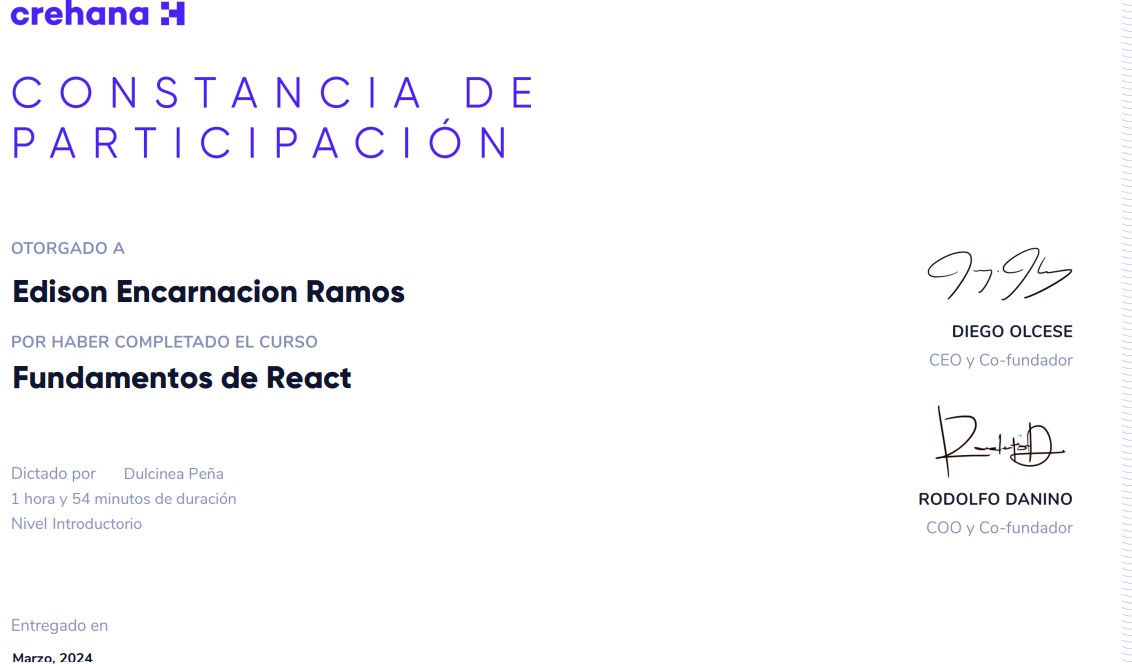 crehana
CONSTANCIA DE
PARTICIPACIÓN
OTORGADO A
Edison Encarnacion Ramos
POR HABER COMPLETADO EL CURSO
Fundamentos de React
Dictado por Dulcinea Peña
1 hora y 54 minutos de duración
Nivel Introductorio
Entregado en
Marzo, 2024
DIEGO OLCESE
CEO y Co-fundador
RODOLFO DANINO
COO y Co-fundador